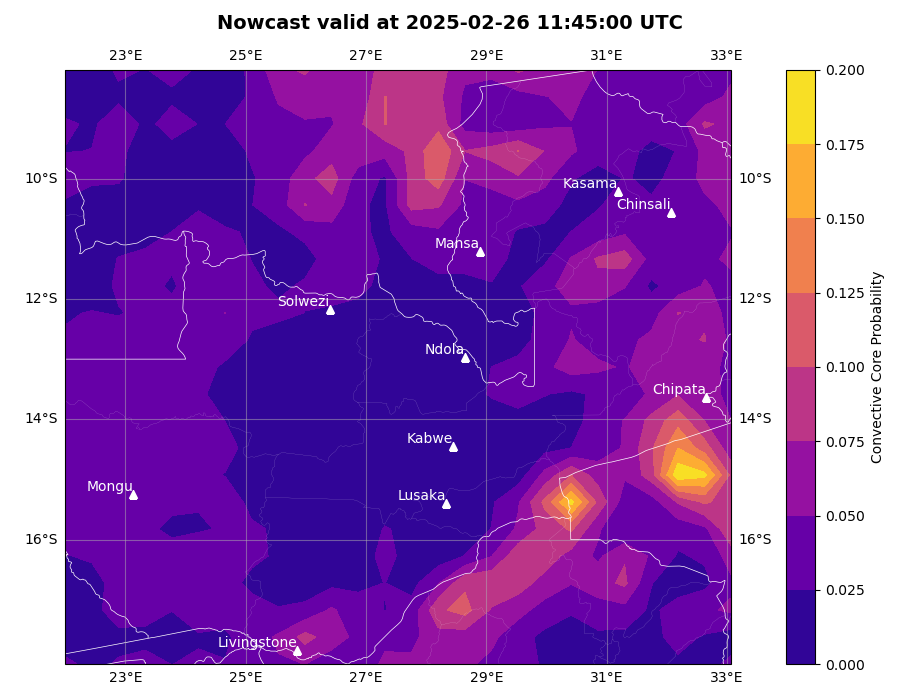 Nowcast valid at 2025-02-26 11:45:00 UTC
23°E 25°E 27°E 29°E 31°E 33°E
0.200
0.175
0.150
0.125
0.100
0.075
0.050
0.025
0.000
Convective Core Probability
10°S 10°S
12°S 12°S
14°S 14°S
16°S 16°S
Kasama
Chinsali
Mansa
Solwezi
Ndola
Chipata
Kabwe
Mongu
Lusaka
Livingstone
23°E 25°E 27°E 29°E 31°E 33°E